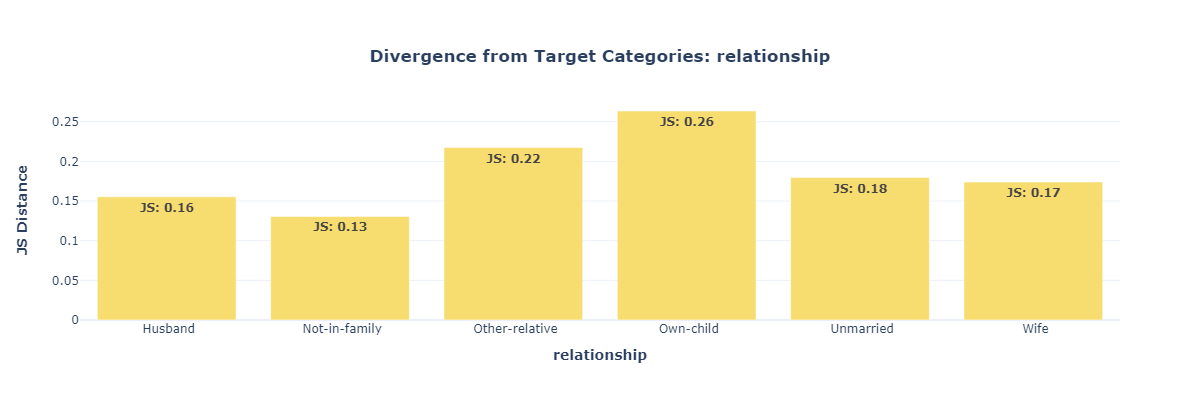 Divergence from Target Categories: relationship
JS Distance
0.25
0.2
0.15
0.1
0.05
0
JS: 0.16
JS: 0.13
JS: 0.22
JS: 0.26
JS: 0.18
JS: 0.17
Husband
Not-in-family
Other-relative
Own-child
Unmarried
Wife
relationship